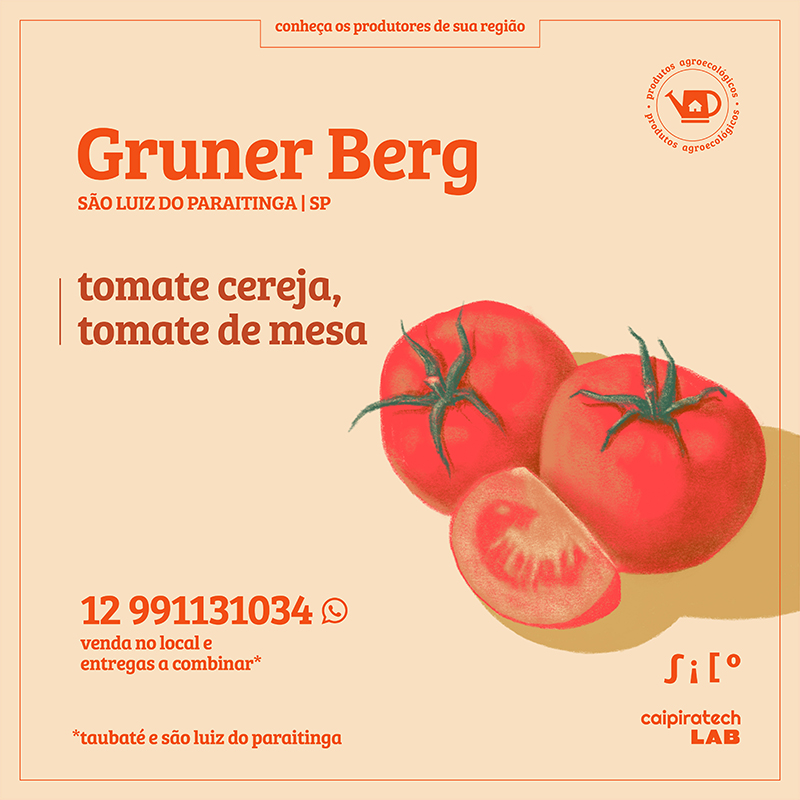 conheça os produtores de sua região
• produtos agroecológicos •
produtos agroecológicos
Gruner Berg
SÃO LUIZ DO PARAITINGA | SP
tomate cereja,
tomate de mesa
12 991131034
venda no local e
entregas a combinar*
*taubaté e são luiz do paraitinga
caipiratech
LAB